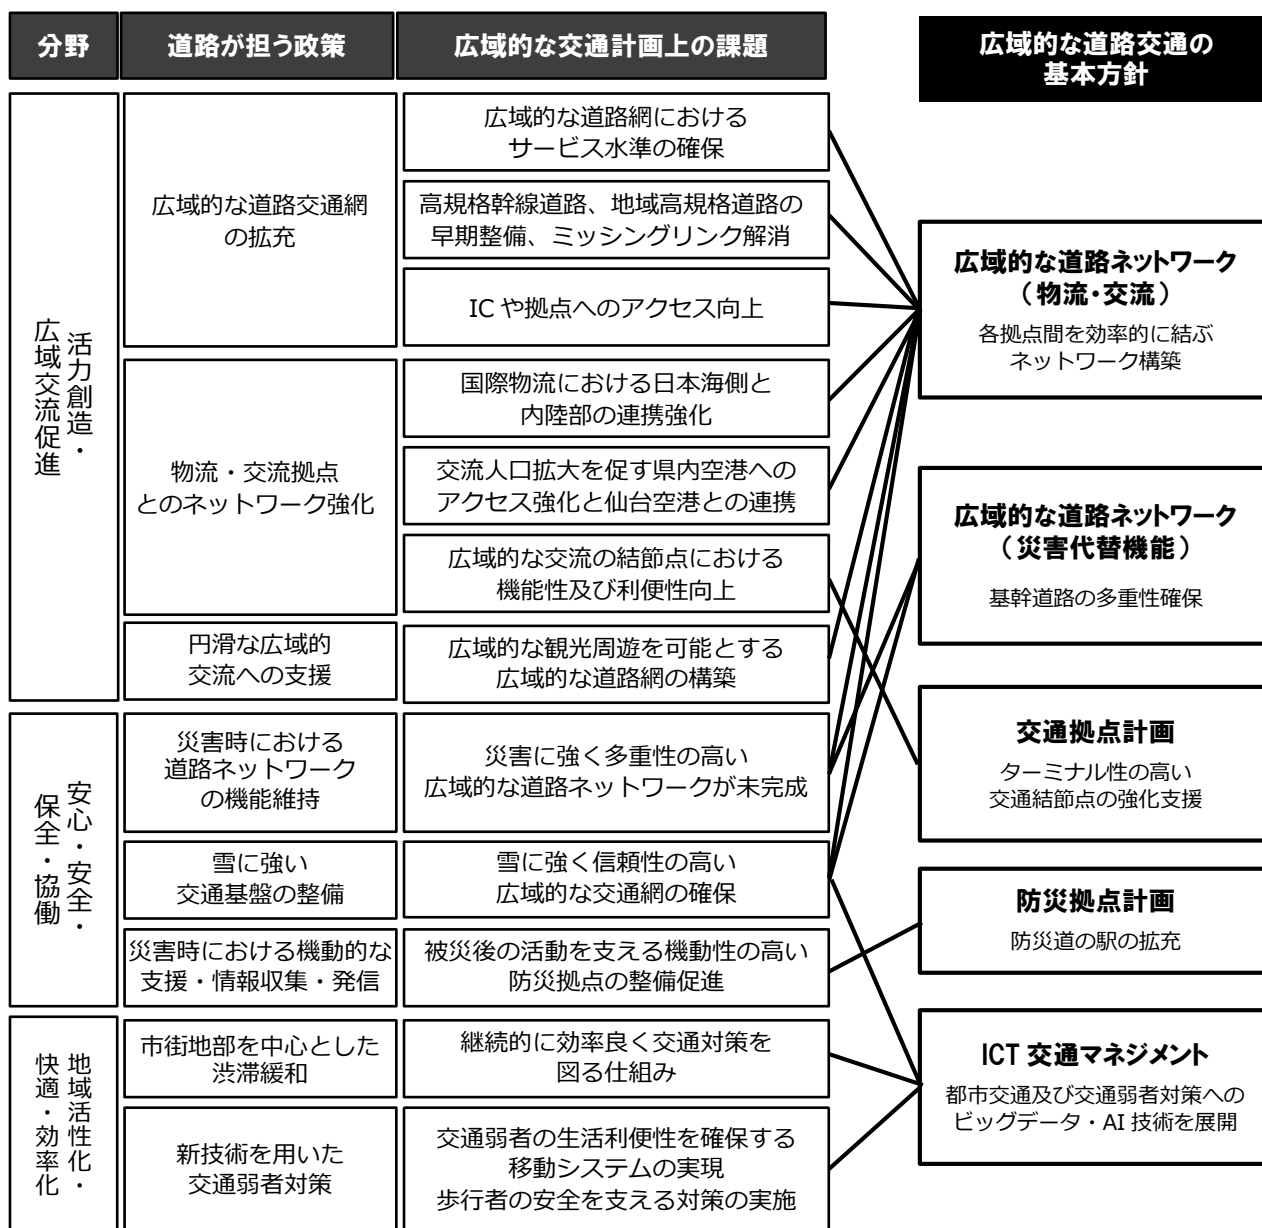 分野
道路が担う政策
広域的な交通計画上の課題
広域的な道路交通の
基本方針
活力創造・
広域交流促進
広域的な道路交通網
の拡充
広域的な道路網における
サービス水準の確保
高規格幹線道路、地域高規格道路の
早期整備、ミッシングリンク解消
IC や拠点へのアクセス向上
物流・交流拠点
とのネットワーク強化
国際物流における日本海側と
内陸部の連携強化
交流人口拡大を促す県内空港への
アクセス強化と仙台空港との連携
広域的な交流の結節点における
機能性及び利便性向上
円滑な広域的
交流への支援
広域的な観光周遊を可能とする
広域的な道路網の構築
安心・安全・
保全・協働
災害時における
道路ネットワーク
の機能維持
災害に強く多重性の高い
広域的な道路ネットワークが未完成
雪に強い
交通基盤の整備
雪に強く信頼性の高い
広域的な交通網の確保
災害時における機動的な
支援・情報収集・発信
被災後の活動を支える機動性の高い
防災拠点の整備促進
地域活性化・
快適・効率化
市街地部を中心とした
渋滞緩和
継続的に効率良く交通対策を
図る仕組み
新技術を用いた
交通弱者対策
交通弱者の生活利便性を確保する
移動システムの実現
歩行者の安全を支える対策の実施
広域的な道路ネットワーク
（物流・交流）
各拠点間を効率的に結ぶ
ネットワーク構築
広域的な道路ネットワーク
（災害代替機能）
基幹道路の多重性確保
交通拠点計画
ターミナル性の高い
交通結節点の強化支援
防災拠点計画
防災道の駅の拡充
ICT 交通マネジメント
都市交通及び交通弱者対策への
ビッグデータ・AI 技術を展開